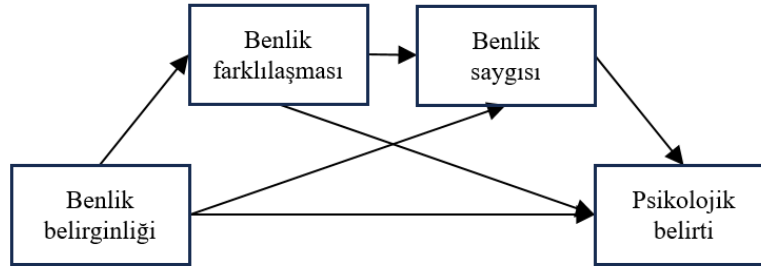 Benlik
farklılaşması
Benlik
saygısı
Benlik
belirginliği
Psikolojik
belirti